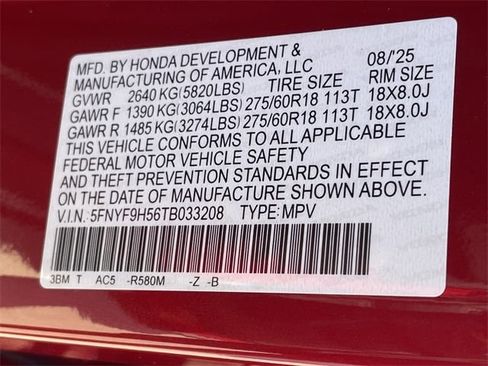 MFD. BY HONDA DEVELOPMENT & 08/25
MANUFACTURING OF AMERICA, LLC
GVWR 2640 KG(5820LBS) TIRE SIZE RIM SIZE
GAWR F 1390 KG(3064LBS) 275/60R18 113T 18X8.0J
GAWR R 1485 KG(3274LBS) 275/60R18 113T 18X8.0J
THIS VEHICLE CONFORMS TO ALL APPLICABLE
FEDERAL MOTOR VEHICLE SAFETY
AND THEFT PREVENTION STANDARDS IN EFFECT
ON THE DATE OF MANUFACTURE SHOWN ABOVE.
V.I.N.: 5FNYF9H56TB033208 TYPE: MPV
3BM T AC5 -R580M -Z -B